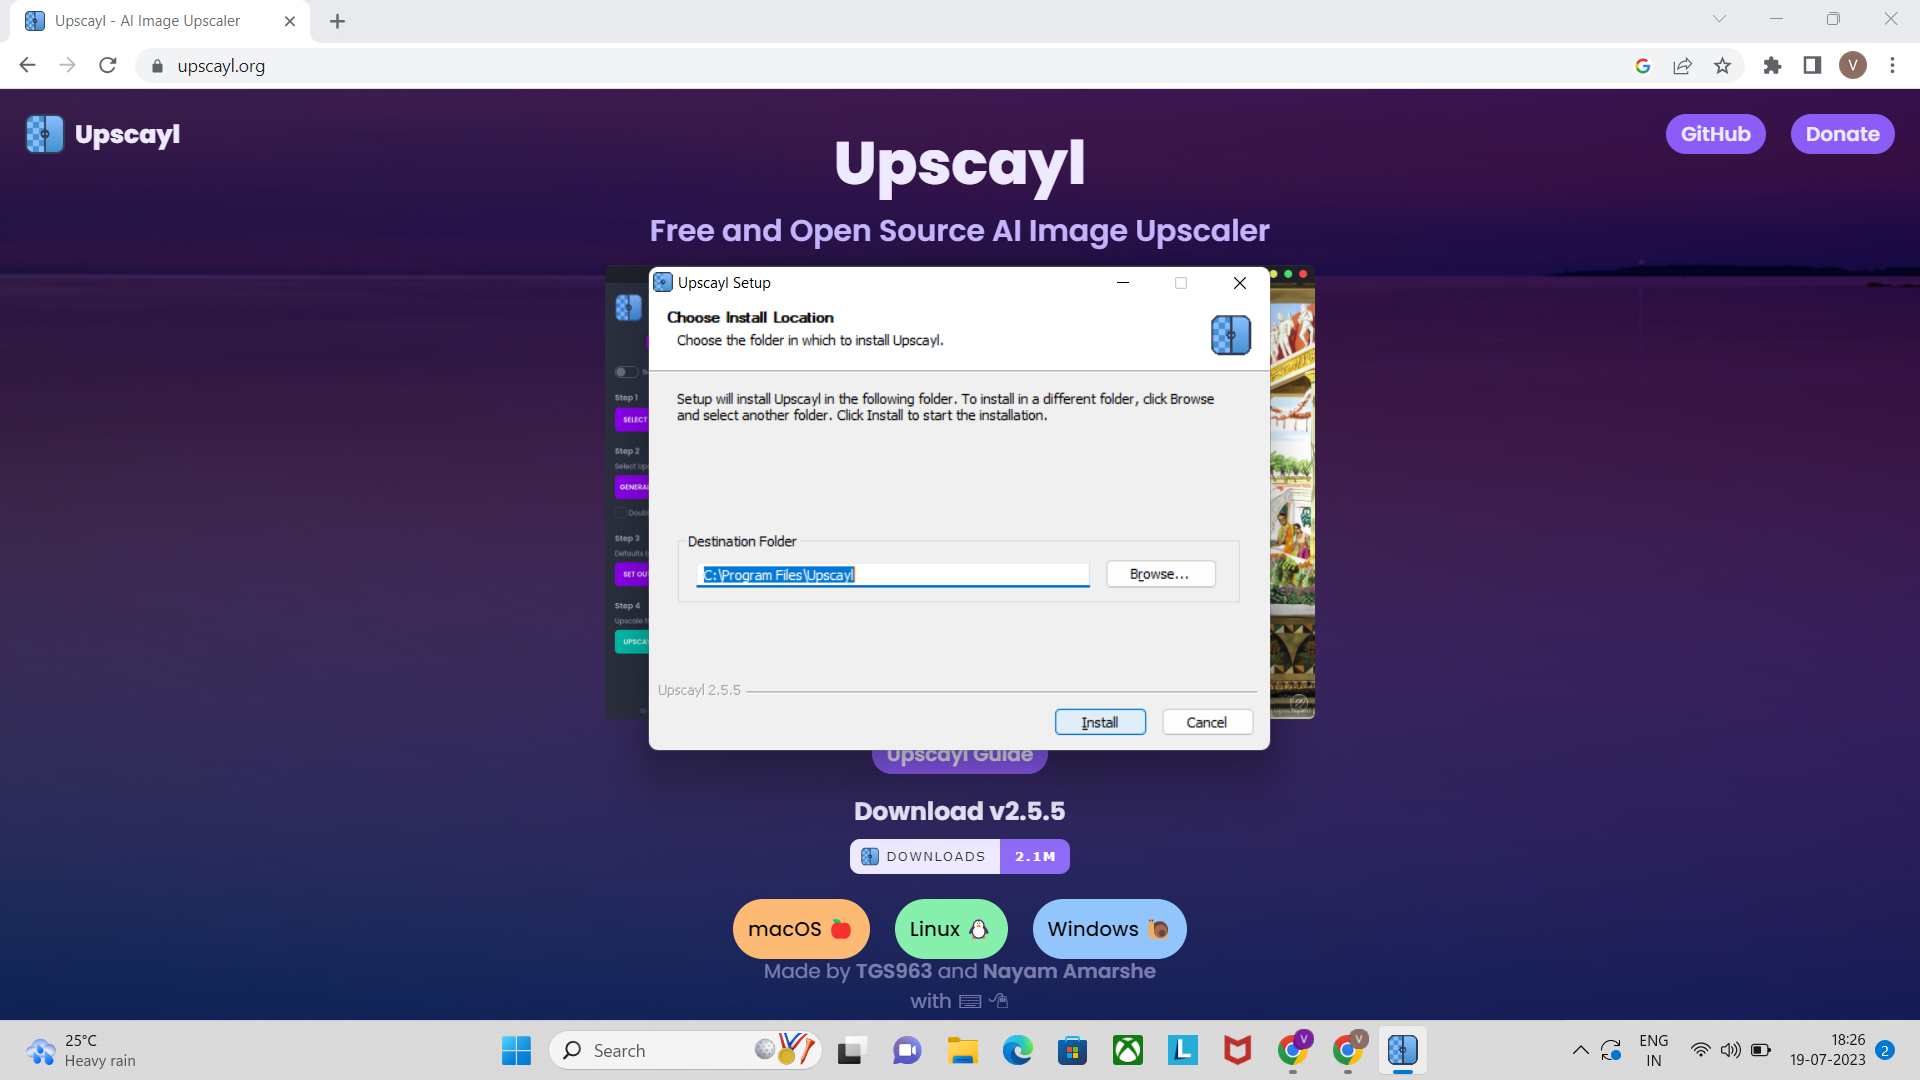 Upscayl - AI Image Upscaler
upscayl.org
V
Upscayl
GitHub
Donate
Upscayl
Free and Open Source AI Image Upscaler
Upscayl Setup
Choose Install Location
Choose the folder in which to install Upscayl.
Setup will install Upscayl in the following folder. To install in a different folder, click Browse
and select another folder. Click Install to start the installation.
Destination Folder
C:\Program Files\Upscayl
Browse...
Upscayl 2.5.5
Install
Cancel
Step 1
SELECT
Step 2
Select
Step 3
Defaults
SET
Step 4
Upscale
Upscayl Guide
Download v2.5.5
DOWNLOADS 2.1M
macOS
Linux
Windows
Made by TGS963 and Nayam Amarshe
with
25°C
Heavy rain
Search
L
V
V
ENG
IN
18:26
19-07-2023
2